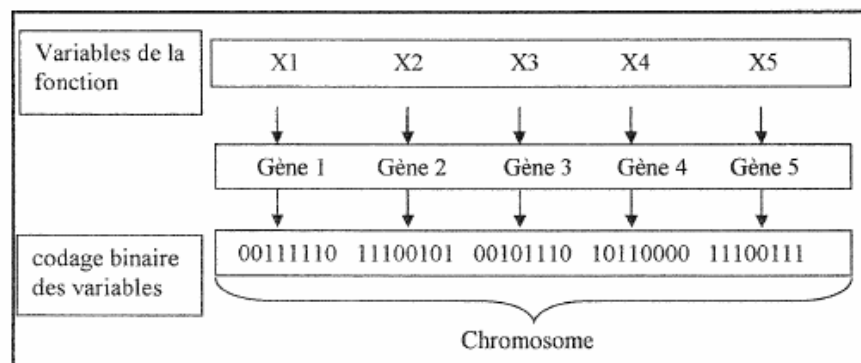 Variables de la
fonction
X1 X2 X3 X4 X5
Gène 1 Gène 2 Gène 3 Gène 4 Gène 5
codage binaire
des variables
00111110 11100101 00101110 10110000 11100111
Chromosome